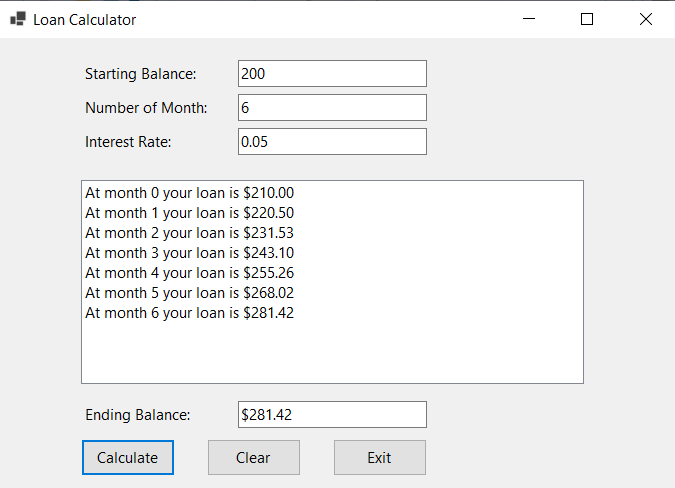 Loan Calculator
Starting Balance: 200
Number of Month: 6
Interest Rate: 0.05
At month 0 your loan is $210.00
At month 1 your loan is $220.50
At month 2 your loan is $231.53
At month 3 your loan is $243.10
At month 4 your loan is $255.26
At month 5 your loan is $268.02
At month 6 your loan is $281.42
Ending Balance: $281.42
Calculate Clear Exit